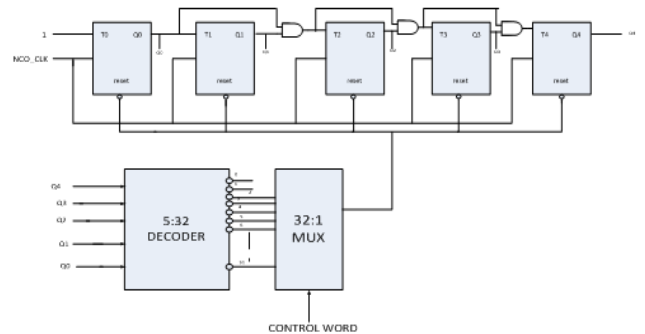 1 T0 Q0 T1 Q1 T2 Q2 T3 Q3 T4 Q4
NCO_CLK
reset reset reset reset reset
Q4
Q3
Q2
Q1
Q0
5:32
DECODER
32:1
MUX
CONTROL WORD